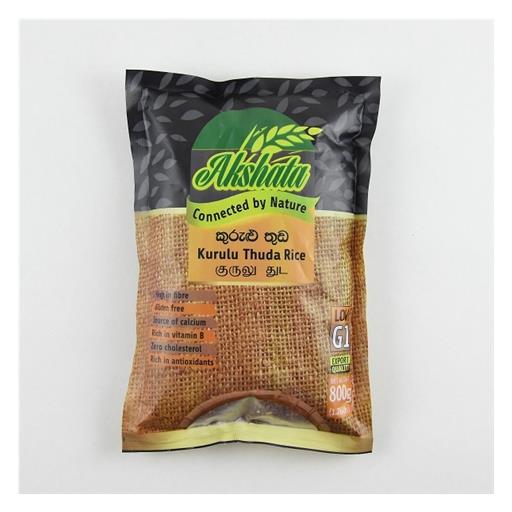 Akshata
Connected by Nature
කුරුළු තුඩ
Kurulu Thuda Rice
குருலு துட
High in fibre
Gluten free
Source of calcium
Rich in vitamin B
Zero cholesterol
Rich in antioxidants
LOW
GI
EXPORT
QUALITY
800g